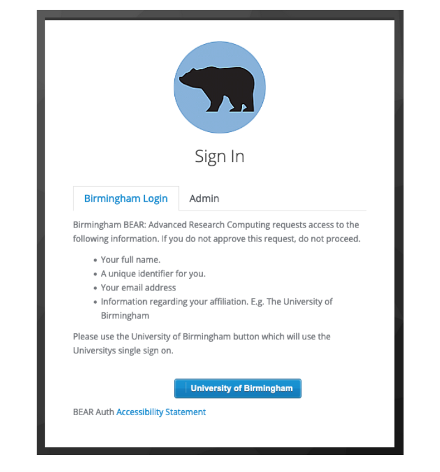 Sign In
Birmingham Login Admin
Birmingham BEAR: Advanced Research Computing requests access to the
following information. If you do not approve this request, do not proceed.
• Your full name.
• A unique identifier for you.
• Your email address
• Information regarding your affiliation. E.g. The University of
Birmingham
Please use the University of Birmingham button which will use the
Universitys single sign on.
University of Birmingham
BEAR Auth Accessibility Statement